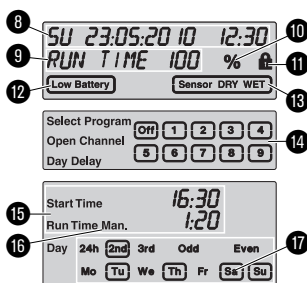 8 SU 23:05:2010 12:30 10
9 RUN TIME 100 % 11
12 Low Battery Sensor DRY WET 13
Select Program
Open Channel Off 1 2 3 4
Day Delay 5 6 7 8 9 14
15 Start Time 16:30
16 Run Time Man. 1:20
Day 24h 2nd 3rd Odd Even 17
Mo Tu We Th Fr Sa Su